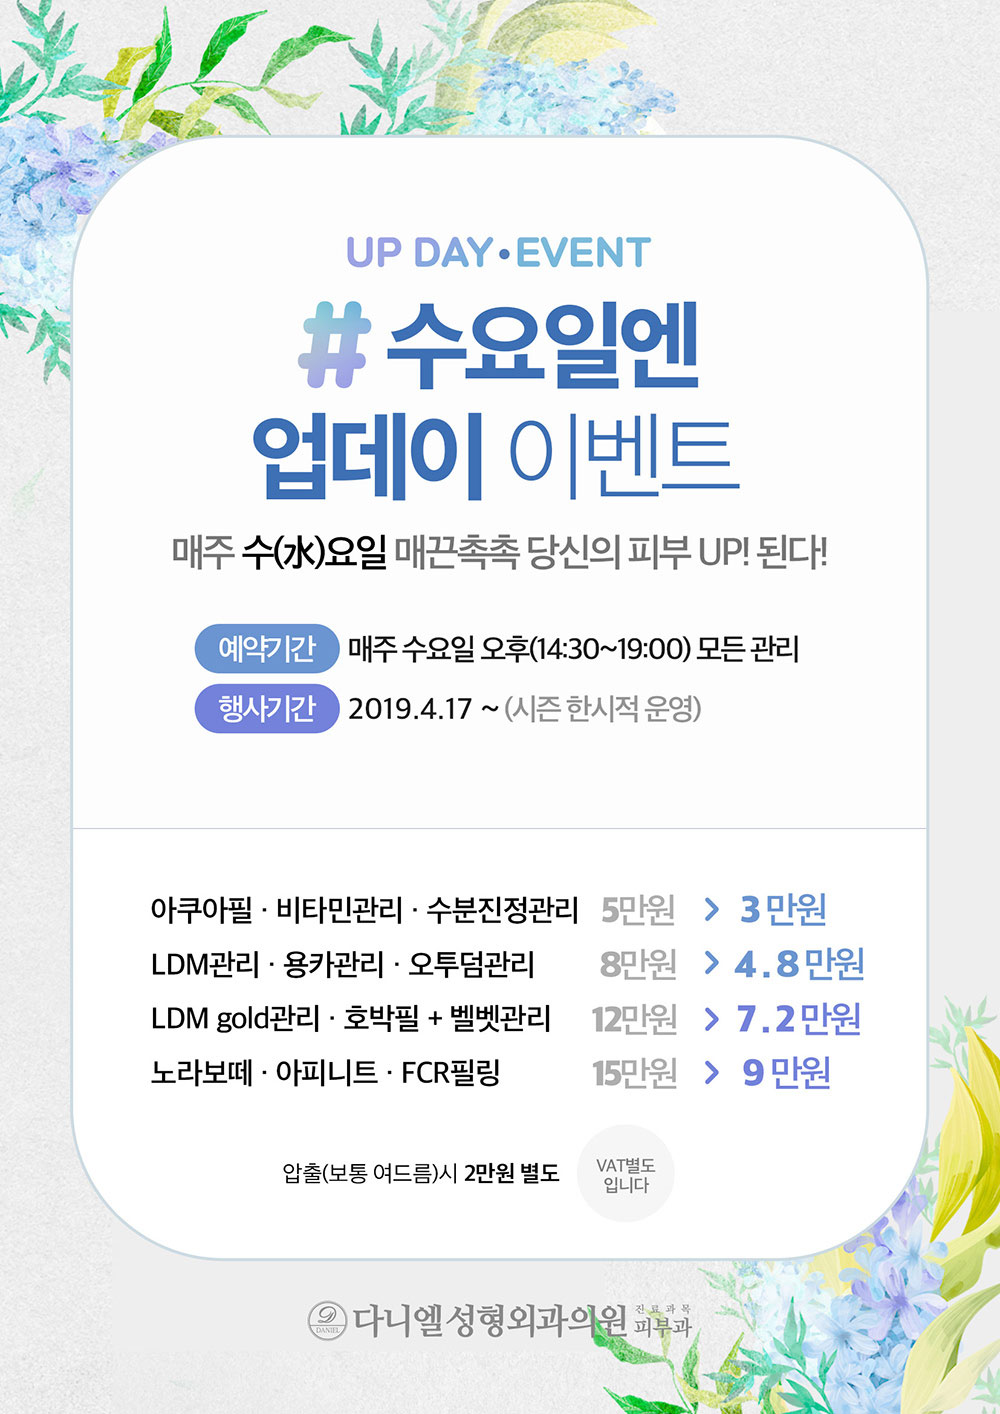 UP DAY•EVENT
# 수요일엔
업데이 이벤트
매주 수(水)요일 매끈촉촉 당신의 피부 UP! 된다!
예약기간 매주 수요일 오후(14:30~19:00) 모든 관리
행사기간 2019.4.17 ~ (시즌 한시적 운영)
아쿠아필 · 비타민관리 · 수분진정관리 5만원 > 3만원
LDM관리 · 용카관리 · 오투덤관리 8만원 > 4.8만원
LDM gold관리 · 호박필 + 벨벳관리 12만원 > 7.2만원
노라보떼 · 아피니트 · FCR필링 15만원 > 9만원
압출(보통 여드름)시 2만원 별도
VAT별도
입니다
DANIEL 다니엘성형외과의원 진료과목
피부과